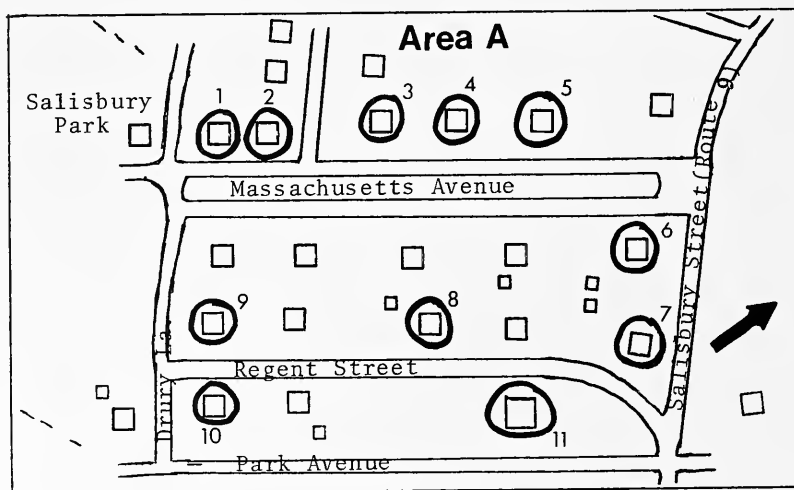 Area A
1
2
3
4
5
Salisbury
Park
Massachusetts Avenue
Salisbury Street(Route 9)
6
7
8
9
Drury La
Regent Street
10
11
Park Avenue